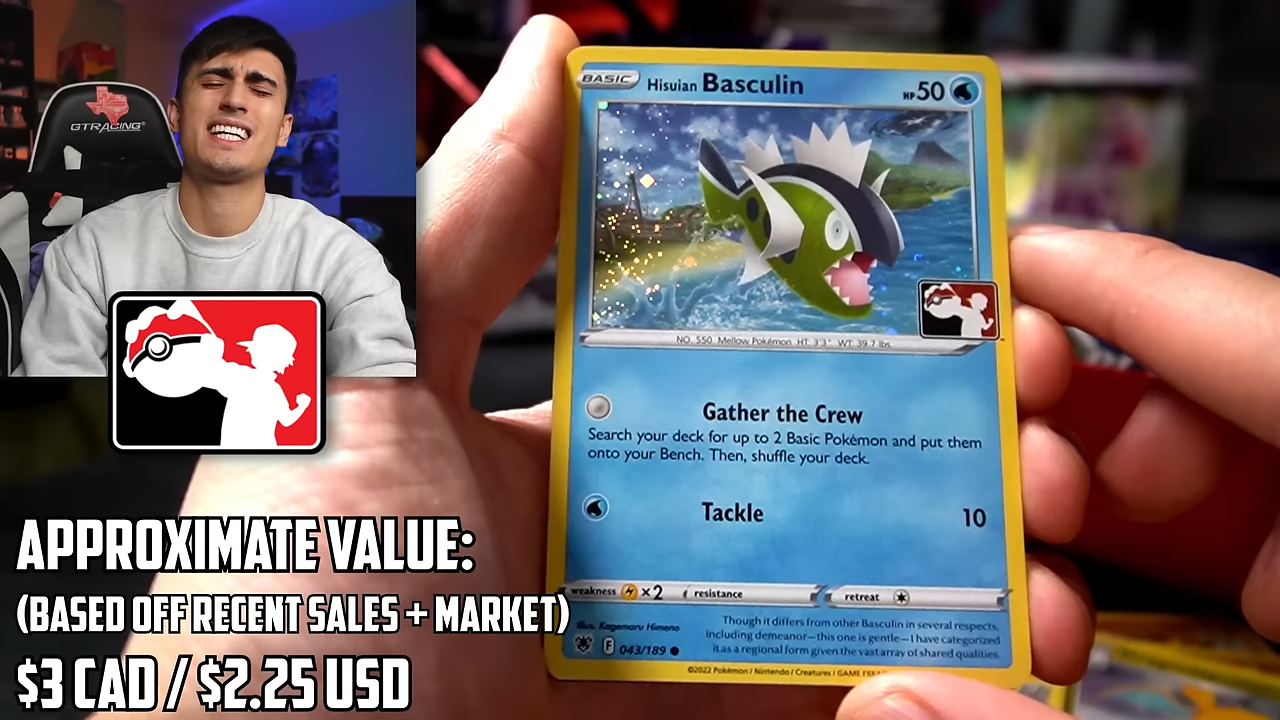 GTRACING®
BASIC Hisuian Basculin HP 50
NO. 550 Mellow Pokémon HT 3'3" WT 39.7 lbs.
Gather the Crew
Search your deck for up to 2 Basic Pokémon and put them
onto your Bench. Then, shuffle your deck.
Tackle 10
weakness ×2 resistance retreat
Illus. Kagemaru Himeno
F 043/189
Though it differs from other Basculin in several respects,
including demeanor—this one is gentle—I have categorized
it as a regional form given the vast array of shared qualities.
©2022 Pokémon / Nintendo / Creatures / GAME
APPROXIMATE VALUE:
(BASED OFF RECENT SALES + MARKET)
$3 CAD / $2.25 USD